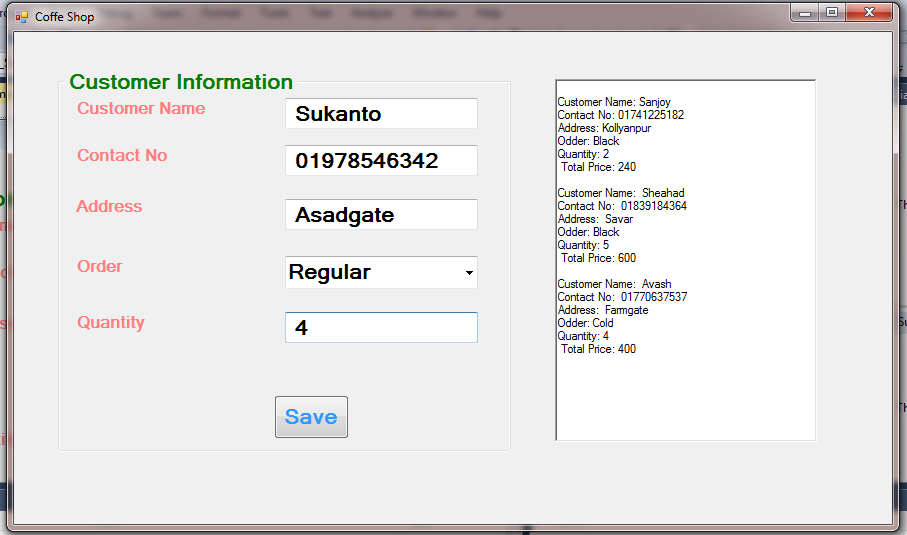 Coffe Shop
Customer Information
Customer Name Sukanto
Contact No 01978546342
Address Asadgate
Order Regular
Quantity 4
Save
Customer Name: Sanjoy
Contact No: 01741225182
Address: Kollyanpur
Odder: Black
Quantity: 2
Total Price: 240
Customer Name: Sheahad
Contact No: 01839184364
Address: Savar
Odder: Black
Quantity: 5
Total Price: 600
Customer Name: Avash
Contact No: 01770637537
Address: Farmgate
Odder: Cold
Quantity: 4
Total Price: 400